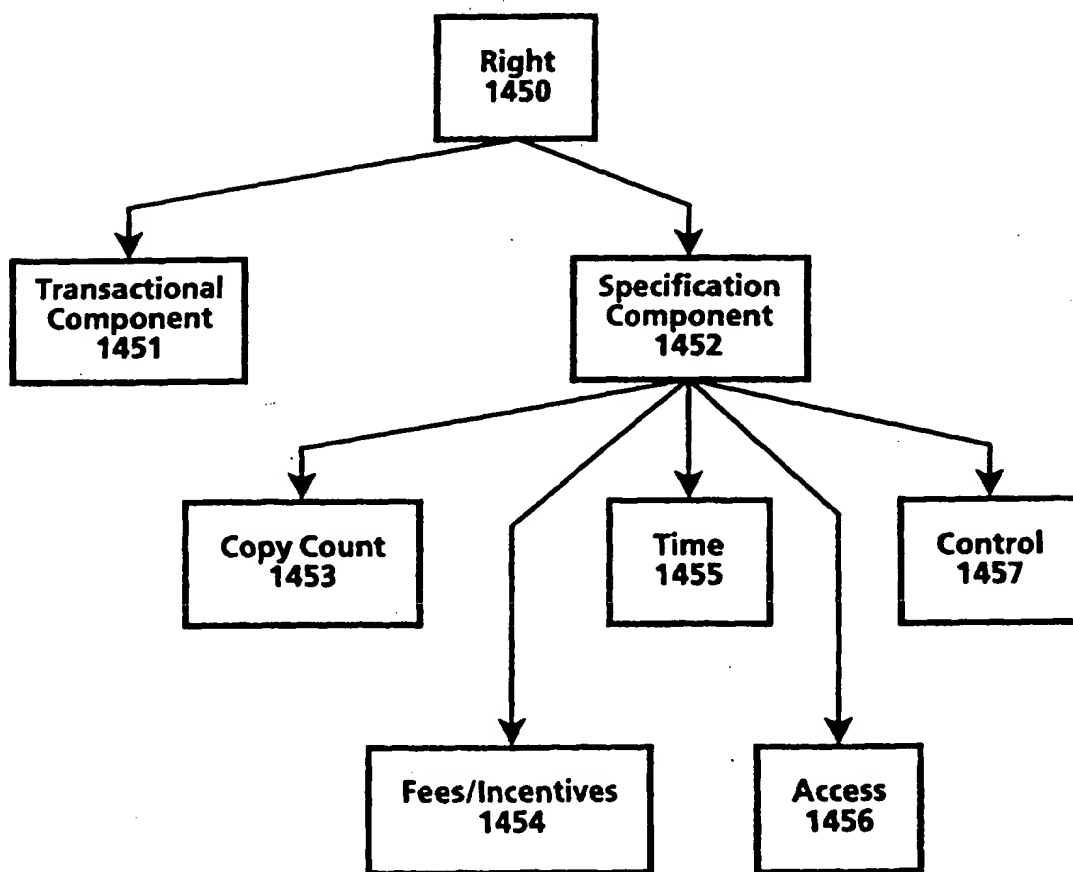 Right
1450
Transactional
Component
1451
Specification
Component
1452
Copy Count
1453
Time
1455
Control
1457
Fees/Incentives
1454
Access
1456